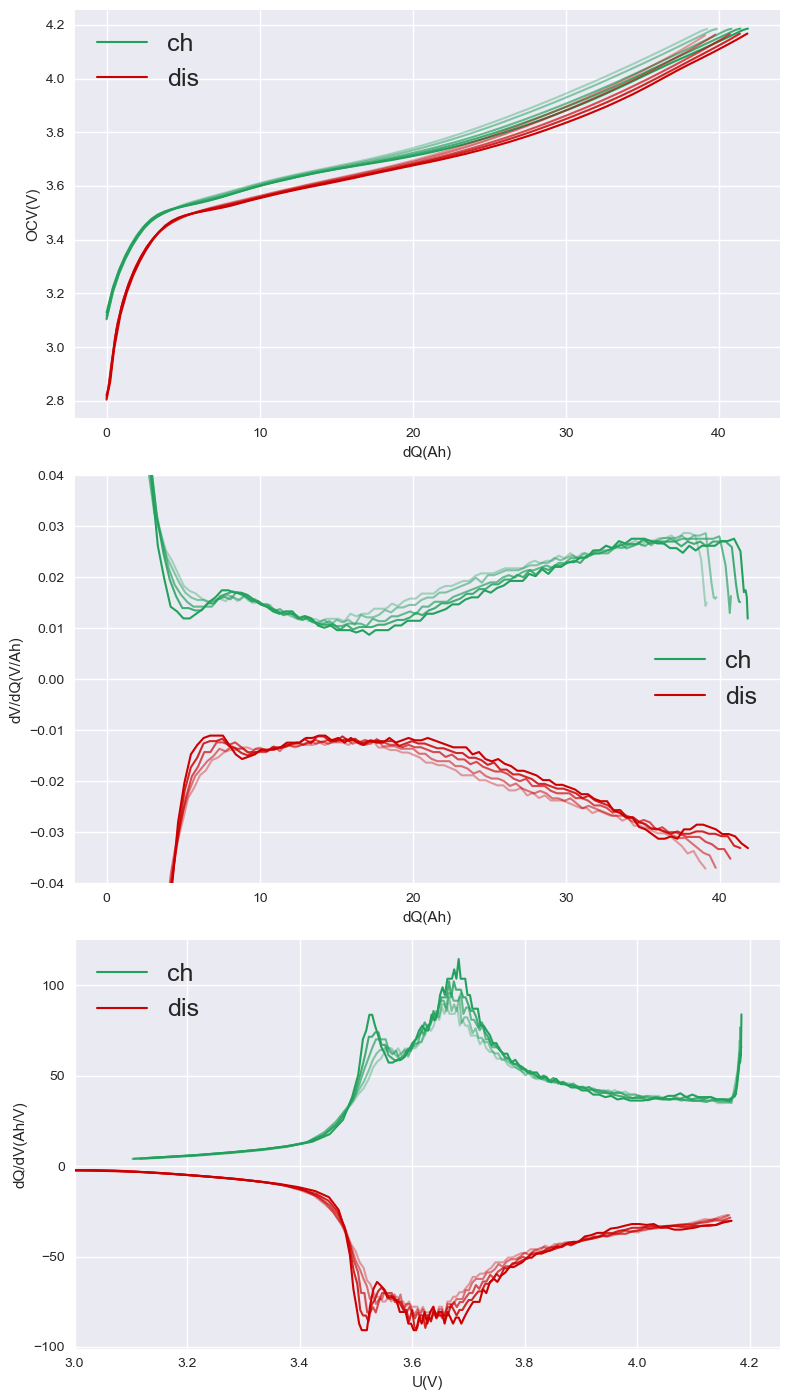 4.2
4.0
3.8
3.6
3.4
3.2
3.0
2.8
OCV(V)
ch
dis
0 10 20 30 40
dQ(Ah)
0.04
0.03
0.02
0.01
0.00
−0.01
−0.02
−0.03
−0.04
dV/dQ(V/Ah)
ch
dis
0 10 20 30 40
dQ(Ah)
100
50
0
−50
−100
dQ/dV(Ah/V)
ch
dis
3.0 3.2 3.4 3.6 3.8 4.0 4.2
U(V)